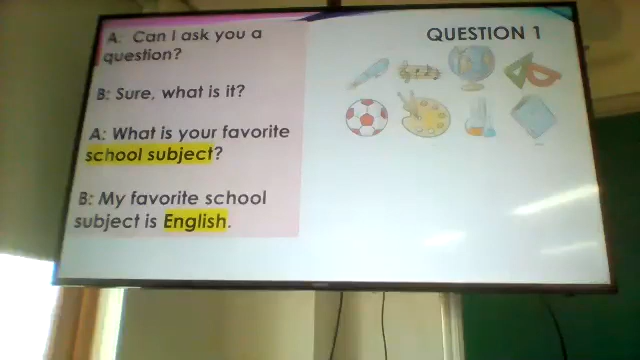 A: Can I ask you a
question?
B: Sure, what is it?
A: What is your favorite
school subject?
B: My favorite school
subject is English.
QUESTION 1